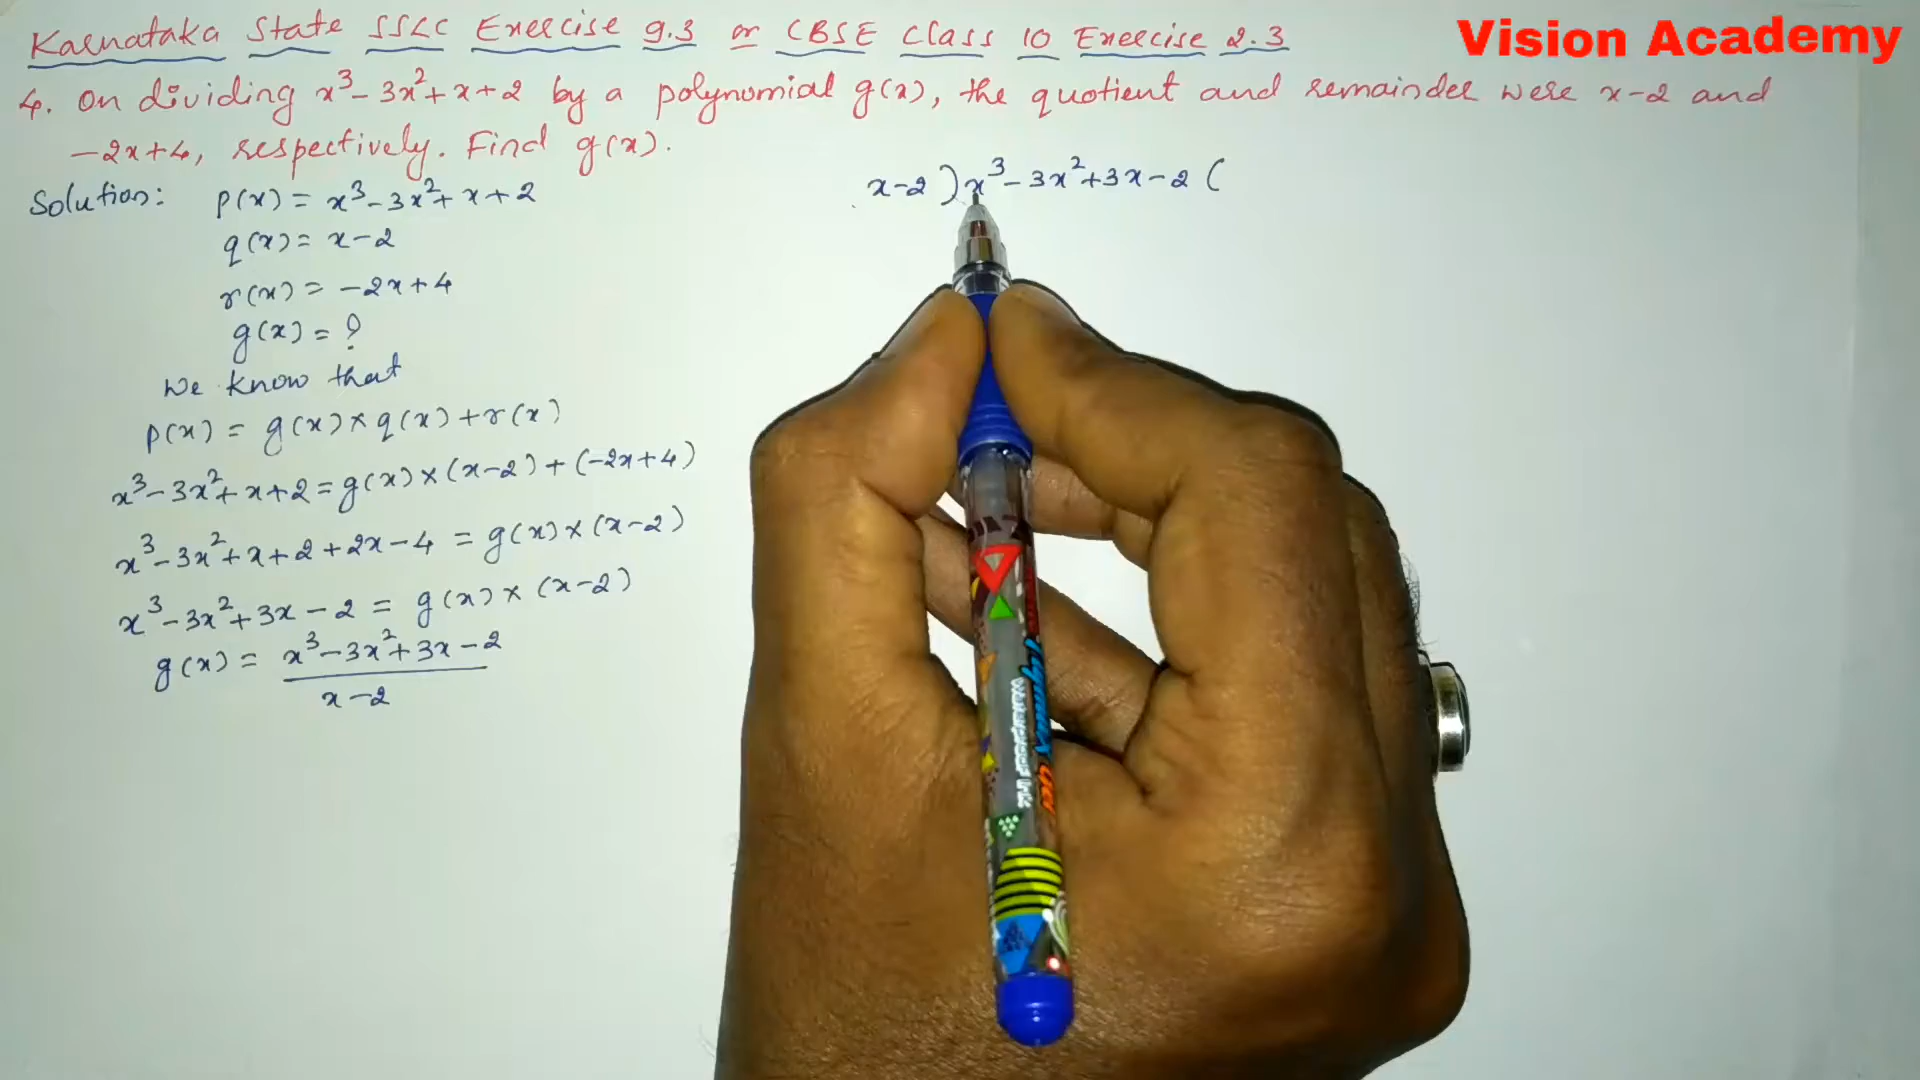 Karnataka State SSLC Exercise 9.3 or CBSE Class 10 Exercise 2.3
Vision Academy
4. On dividing x³-3x²+x+2 by a polynomial g(x), the quotient and remainder were x-2 and
-2x+4, respectively. Find g(x).
Solution: p(x) = x³-3x²+x+2
q(x) = x-2
r(x) = -2x+4
g(x) = ?
We know that
p(x) = g(x)×q(x)+r(x)
x³-3x²+x+2=g(x)×(x-2)+(-2x+4)
x³-3x²+x+2+2x-4 = g(x)×(x-2)
x³-3x²+3x-2 = g(x)×(x-2)
g(x) = x³-3x²+3x-2
x-2
x-2)x³-3x²+3x-2(